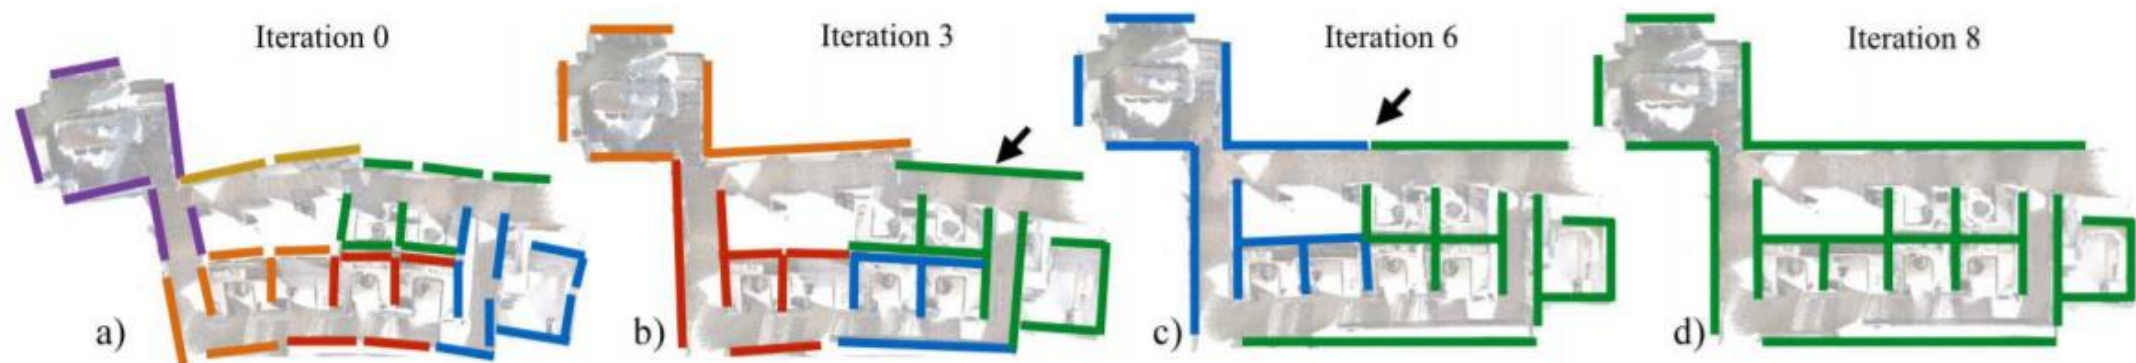 Iteration 0
Iteration 3
Iteration 6
Iteration 8
a)
b)
c)
d)